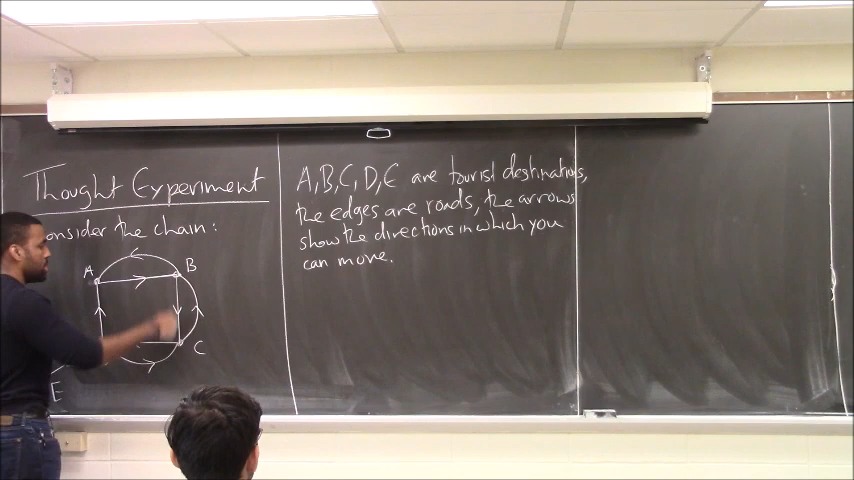 Thought Experiment
onsider the chain:
A
B
C
E
A,B,C,D,E are tourist destinations,
the edges are roads, the arrows
show the directions in which you
can move.